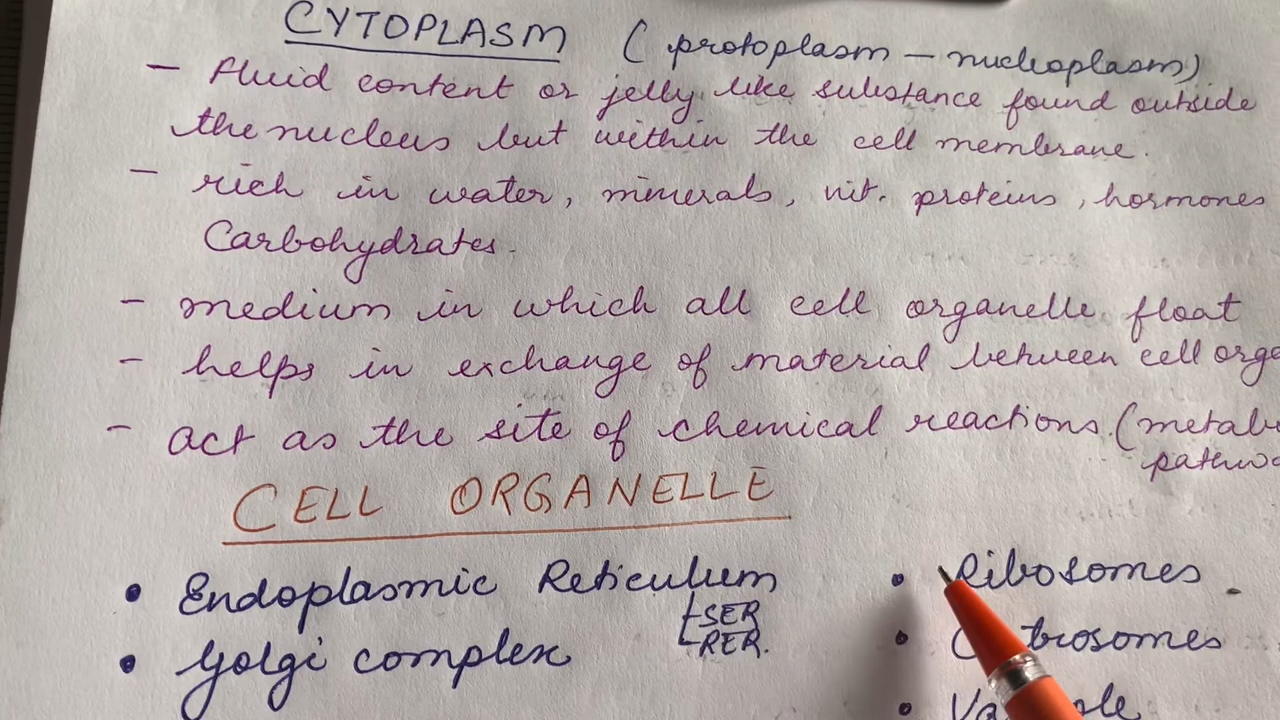 CYTOPLASM (protoplasm - nucleoplasm)
- fluid content or jelly like substance found outside
the nucleus but within the cell membrane.
- rich in water, minerals, vit. proteins, hormones
Carbohydrates.
- medium in which all cell organelle float
- helps in exchange of material between cell orga
- act as the site of chemical reactions (metab
pathw
CELL ORGANELLE
• Endoplasmic Reticulum
SER
RER.
• Golgi complex
• Ribosomes